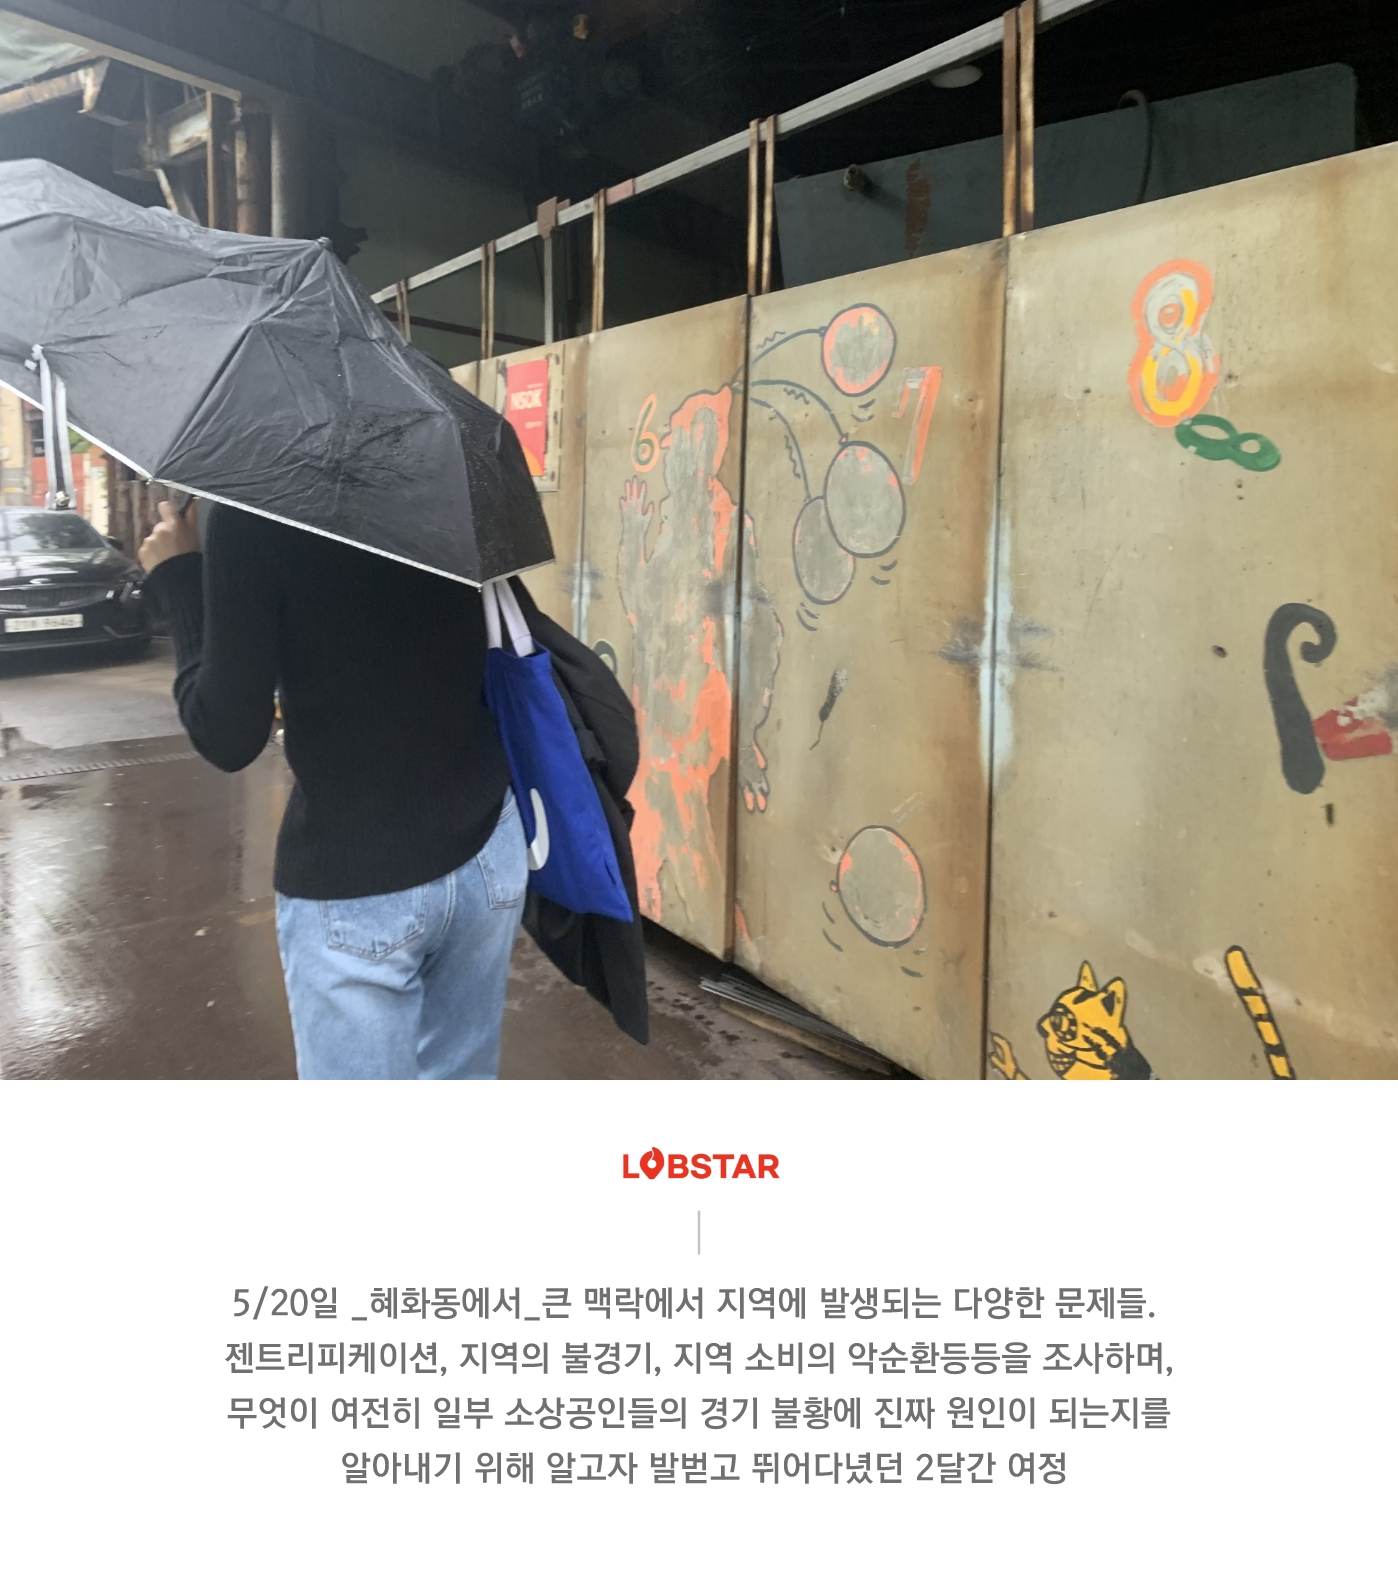 NSOK
6
7
8
8
LOBSTAR
5/20일 _혜화동에서_큰 맥락에서 지역에 발생되는 다양한 문제들.
젠트리피케이션, 지역의 불경기, 지역 소비의 악순환등등을 조사하며,
무엇이 여전히 일부 소상공인들의 경기 불황에 진짜 원인이 되는지를
알아내기 위해 알고자 발벋고 뛰어다녔던 2달간 여정